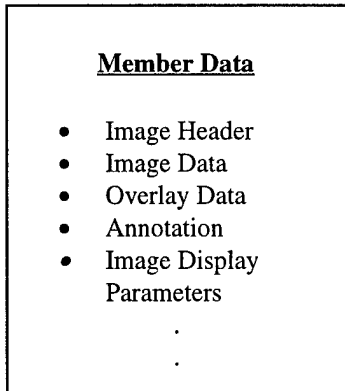 Member Data
• Image Header
• Image Data
• Overlay Data
• Annotation
• Image Display
Parameters
.
.